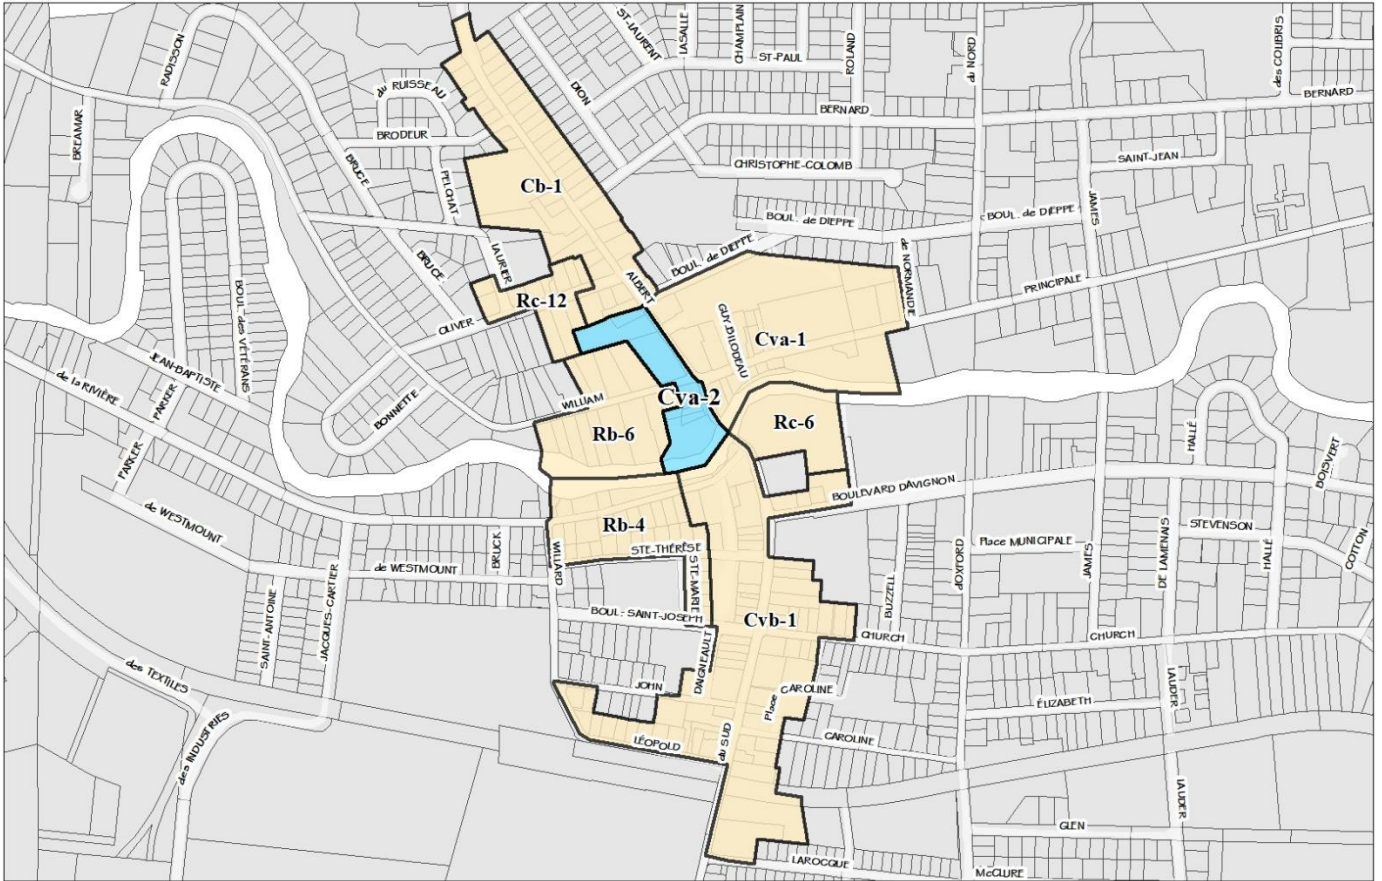 RADISSON
ST-LAURENT
LASALLE
CHAMPLAIN
ST-PAUL
ROLAND
du NORD
des COLIBRIS
BREAMAR
du RUISSEAU
DION
BERNARD
BERNARD
BRODEUR
BRUCE
PELCHAT
CHRISTOPHE-COLOMB
SAINT-JEAN
Cb-1
JAMES
BOUL. de DIEPPE
BOUL. de DIEPPE
BOUL. de DIEPPE
de NORMANDIE
BRUCE
LAURIER
ALBERT
PRINCIPALE
BOUL. des VÉTÉRANS
Rc-12
OLIVER
GUY-BILODEAU
Cva-1
JEAN-BAPTISTE
de la RIVIÈRE
PARKER
BONNETTE
WILLIAM
Cva-2
Rb-6
Rc-6
HALLÉ
PARKER
BOISVERT
BOULEVARD DAVIGNON
de WESTMOUNT
Rb-4
STE-THÉRÈSE
Place MUNICIPALE
JAMES
DE LAMENAIS
STEVENSON
HALLÉ
COTTON
BRUCK
WILLARD
de WESTMOUNT
STE-MARIE
d'OXFORD
BUZZELL
SAINT-ANTOINE
JACQUES-CARTIER
BOUL. SAINT-JOSEPH
Cvb-1
CHURCH
CHURCH
des TEXTILES
DAIGNEAULT
JOHN
Place CAROLINE
ÉLIZABETH
LAUDER
des INDUSTRIES
LÉOPOLD
du SUD
CAROLINE
LAUDER
GLEN
LAROCQUE
McCLURE